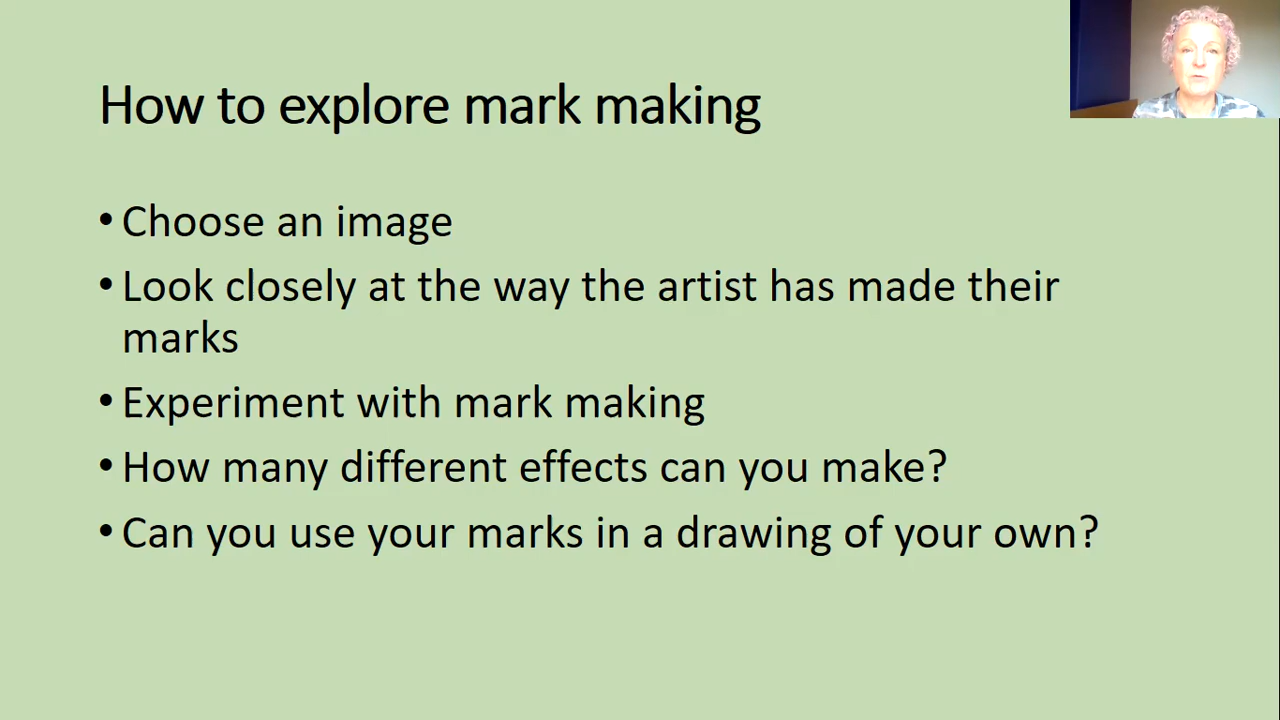 How to explore mark making
• Choose an image
• Look closely at the way the artist has made their
marks
• Experiment with mark making
• How many different effects can you make?
• Can you use your marks in a drawing of your own?